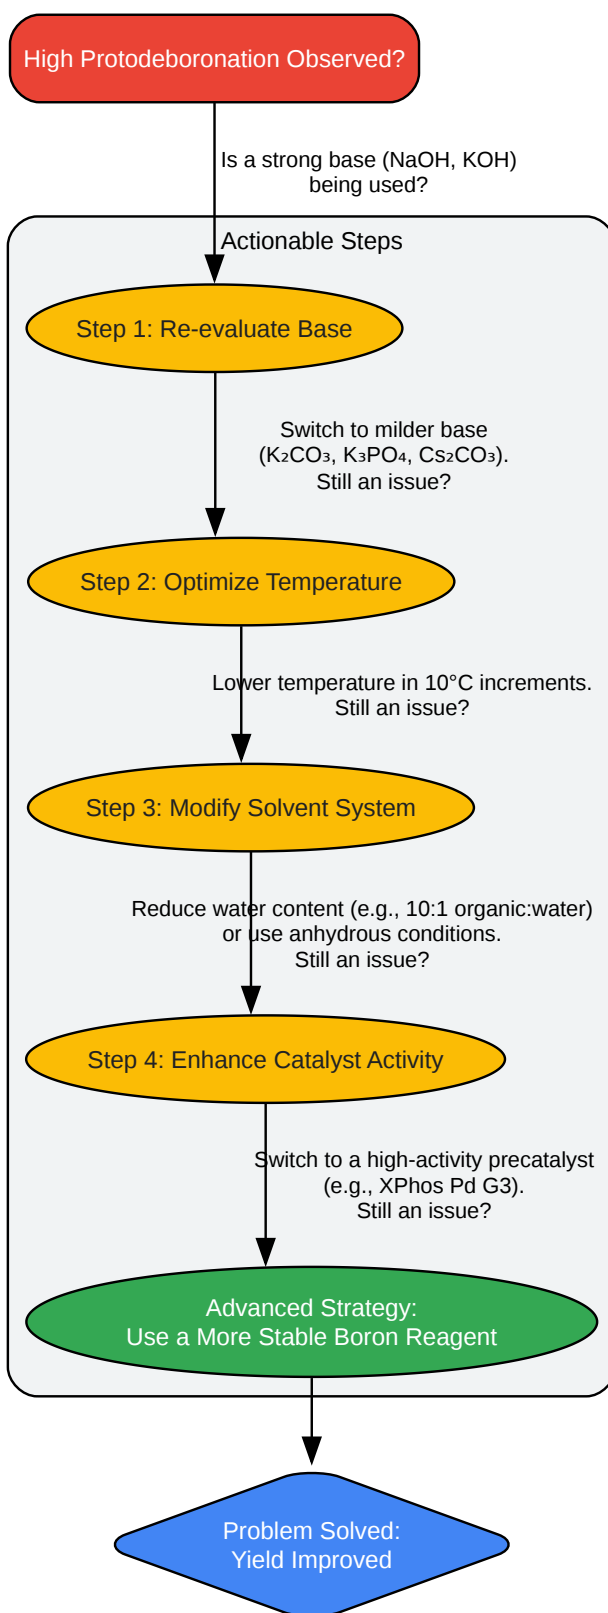 High Protodeboronation Observed?
Is a strong base (NaOH, KOH)
being used?
Actionable Steps
Step 1: Re-evaluate Base
Switch to milder base
(K₂CO₃, K₃PO₄, Cs₂CO₃).
Still an issue?
Step 2: Optimize Temperature
Lower temperature in 10°C increments.
Still an issue?
Step 3: Modify Solvent System
Reduce water content (e.g., 10:1 organic:water)
or use anhydrous conditions.
Still an issue?
Step 4: Enhance Catalyst Activity
Switch to a high-activity precatalyst
(e.g., XPhos Pd G3).
Still an issue?
Advanced Strategy:
Use a More Stable Boron Reagent
Problem Solved:
Yield Improved